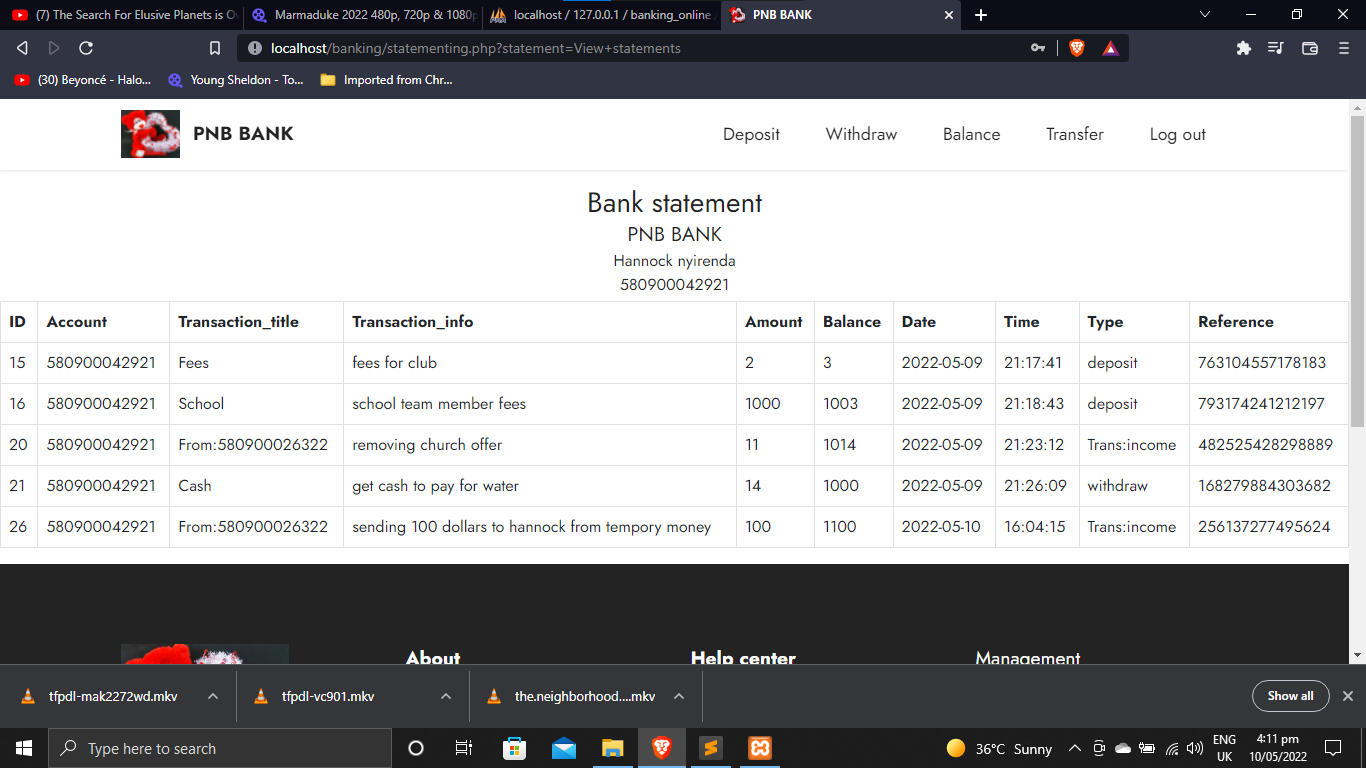 (7) The Search For Elusive Planets is O
Marmaduke 2022 480p, 720p & 1080p
localhost / 127.0.0.1 / banking_online
PNB BANK
localhost/banking/statementing.php?statement=View+statements
(30) Beyoncé - Halo...
Young Sheldon - To...
Imported from Chr...
PNB BANK
Deposit
Withdraw
Balance
Transfer
Log out
Bank statement
PNB BANK
Hannock nyirenda
580900042921
ID Account Transaction_title Transaction_info Amount Balance Date Time Type Reference
15 580900042921 Fees fees for club 2 3 2022-05-09 21:17:41 deposit 763104557178183
16 580900042921 School school team member fees 1000 1003 2022-05-09 21:18:43 deposit 793174241212197
20 580900042921 From:580900026322 removing church offer 11 1014 2022-05-09 21:23:12 Trans:income 482525428298889
21 580900042921 Cash get cash to pay for water 14 1000 2022-05-09 21:26:09 withdraw 168279884303682
26 580900042921 From:580900026322 sending 100 dollars to hannock from tempory money 100 1100 2022-05-10 16:04:15 Trans:income 256137277495624
About
Help center
Management
tfpdl-mak2272wd.mkv
tfpdl-vc901.mkv
the.neighborhood....mkv
Show all
Type here to search
36°C Sunny
ENG
UK
4:11 pm
10/05/2022